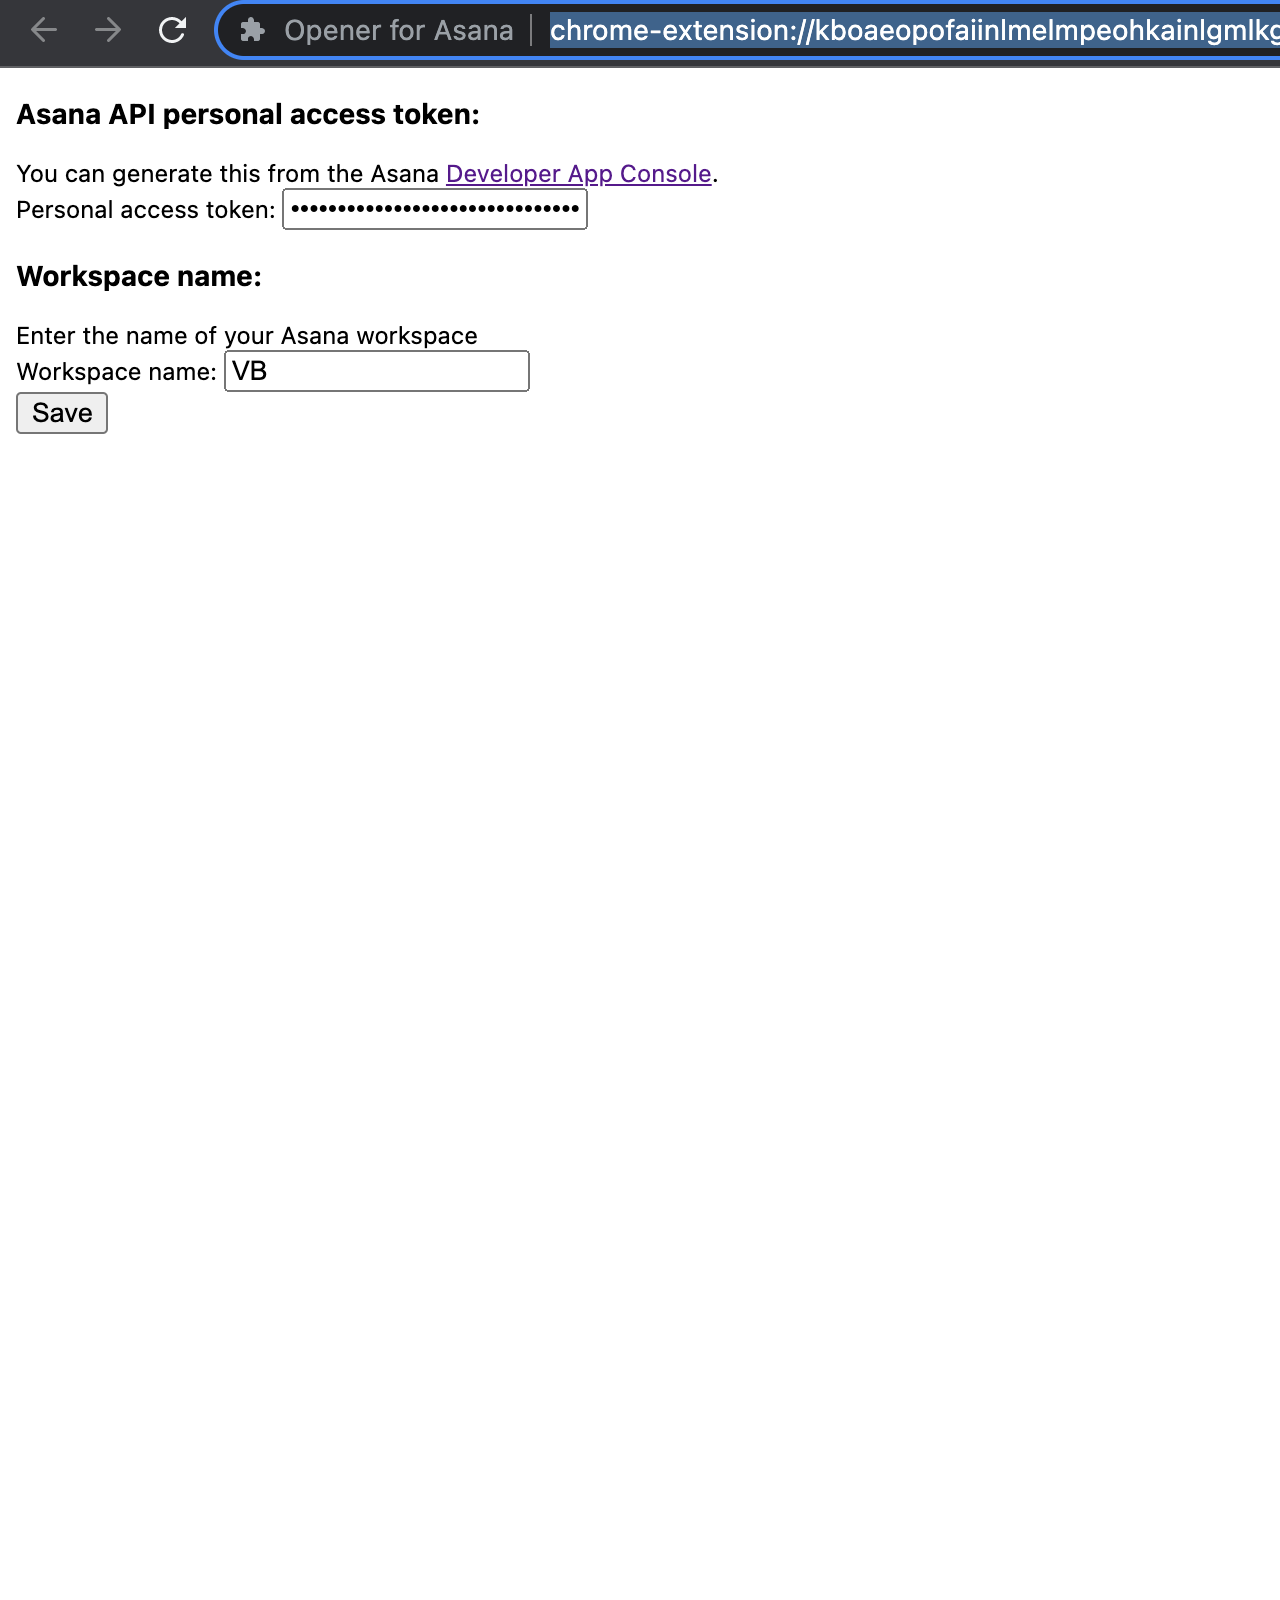 Opener for Asana chrome-extension://kboaeopofaiinlmelmpeohkainlgmlkg
Asana API personal access token:
You can generate this from the Asana Developer App Console.
Personal access token: •••••••••••••••••••••••••••••••
Workspace name:
Enter the name of your Asana workspace
Workspace name: VB
Save